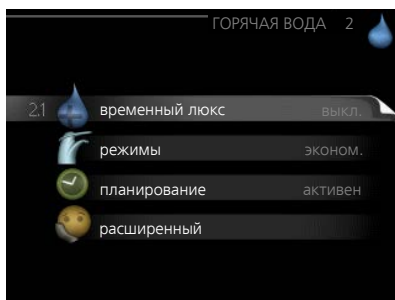 ГОРЯЧАЯ ВОДА 2
2.1 временный люкс выкл.
режимы эконом.
планирование активен
расширенный